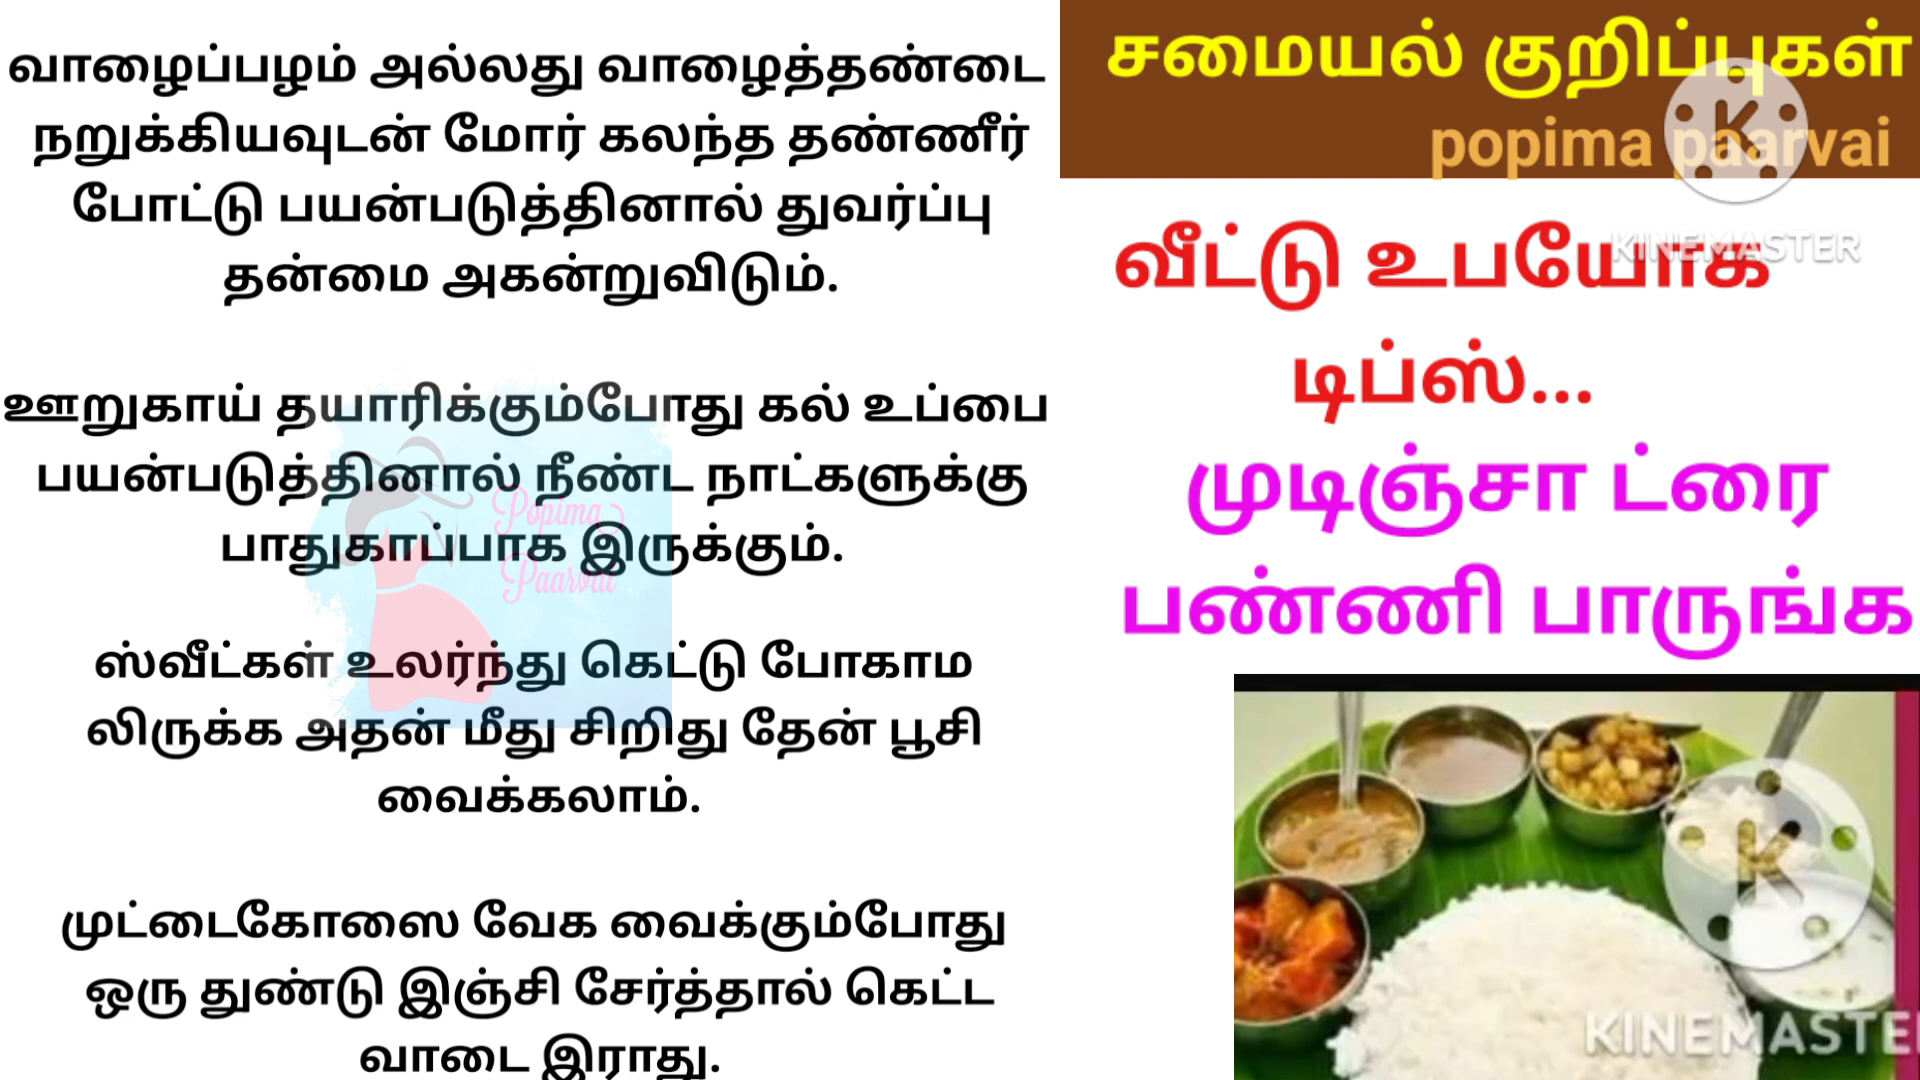 வாழைப்பழம் அல்லது வாழைத்தண்டை
நறுக்கியவுடன் மோர் கலந்த தண்ணீர்
போட்டு பயன்படுத்தினால் துவர்ப்பு
தன்மை அகன்றுவிடும்.
ஊறுகாய் தயாரிக்கும்போது கல் உப்பை
பயன்படுத்தினால் நீண்ட நாட்களுக்கு
பாதுகாப்பாக இருக்கும்.
ஸ்வீட்கள் உலர்ந்து கெட்டு போகாம
லிருக்க அதன் மீது சிறிது தேன் பூசி
வைக்கலாம்.
முட்டைகோஸை வேக வைக்கும்போது
ஒரு துண்டு இஞ்சி சேர்த்தால் கெட்ட
வாடை இராது.
Popima
Paarvai
சமையல் குறிப்புகள்
popima paarvai
K
KINEMASTER
வீட்டு உபயோக
டிப்ஸ்...
முடிஞ்சா ட்ரை
பண்ணி பாருங்க
K
KINEMASTE